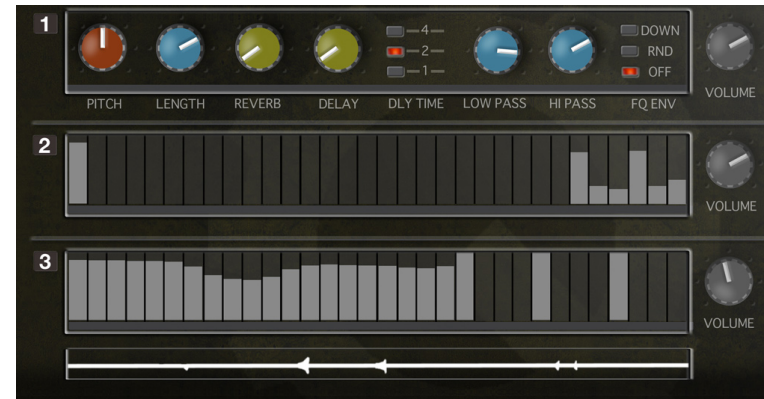 1
4
2
1
DOWN
RND
OFF
PITCH LENGTH REVERB DELAY DLY TIME LOW PASS HI PASS FQ ENV
VOLUME
2
VOLUME
3
VOLUME